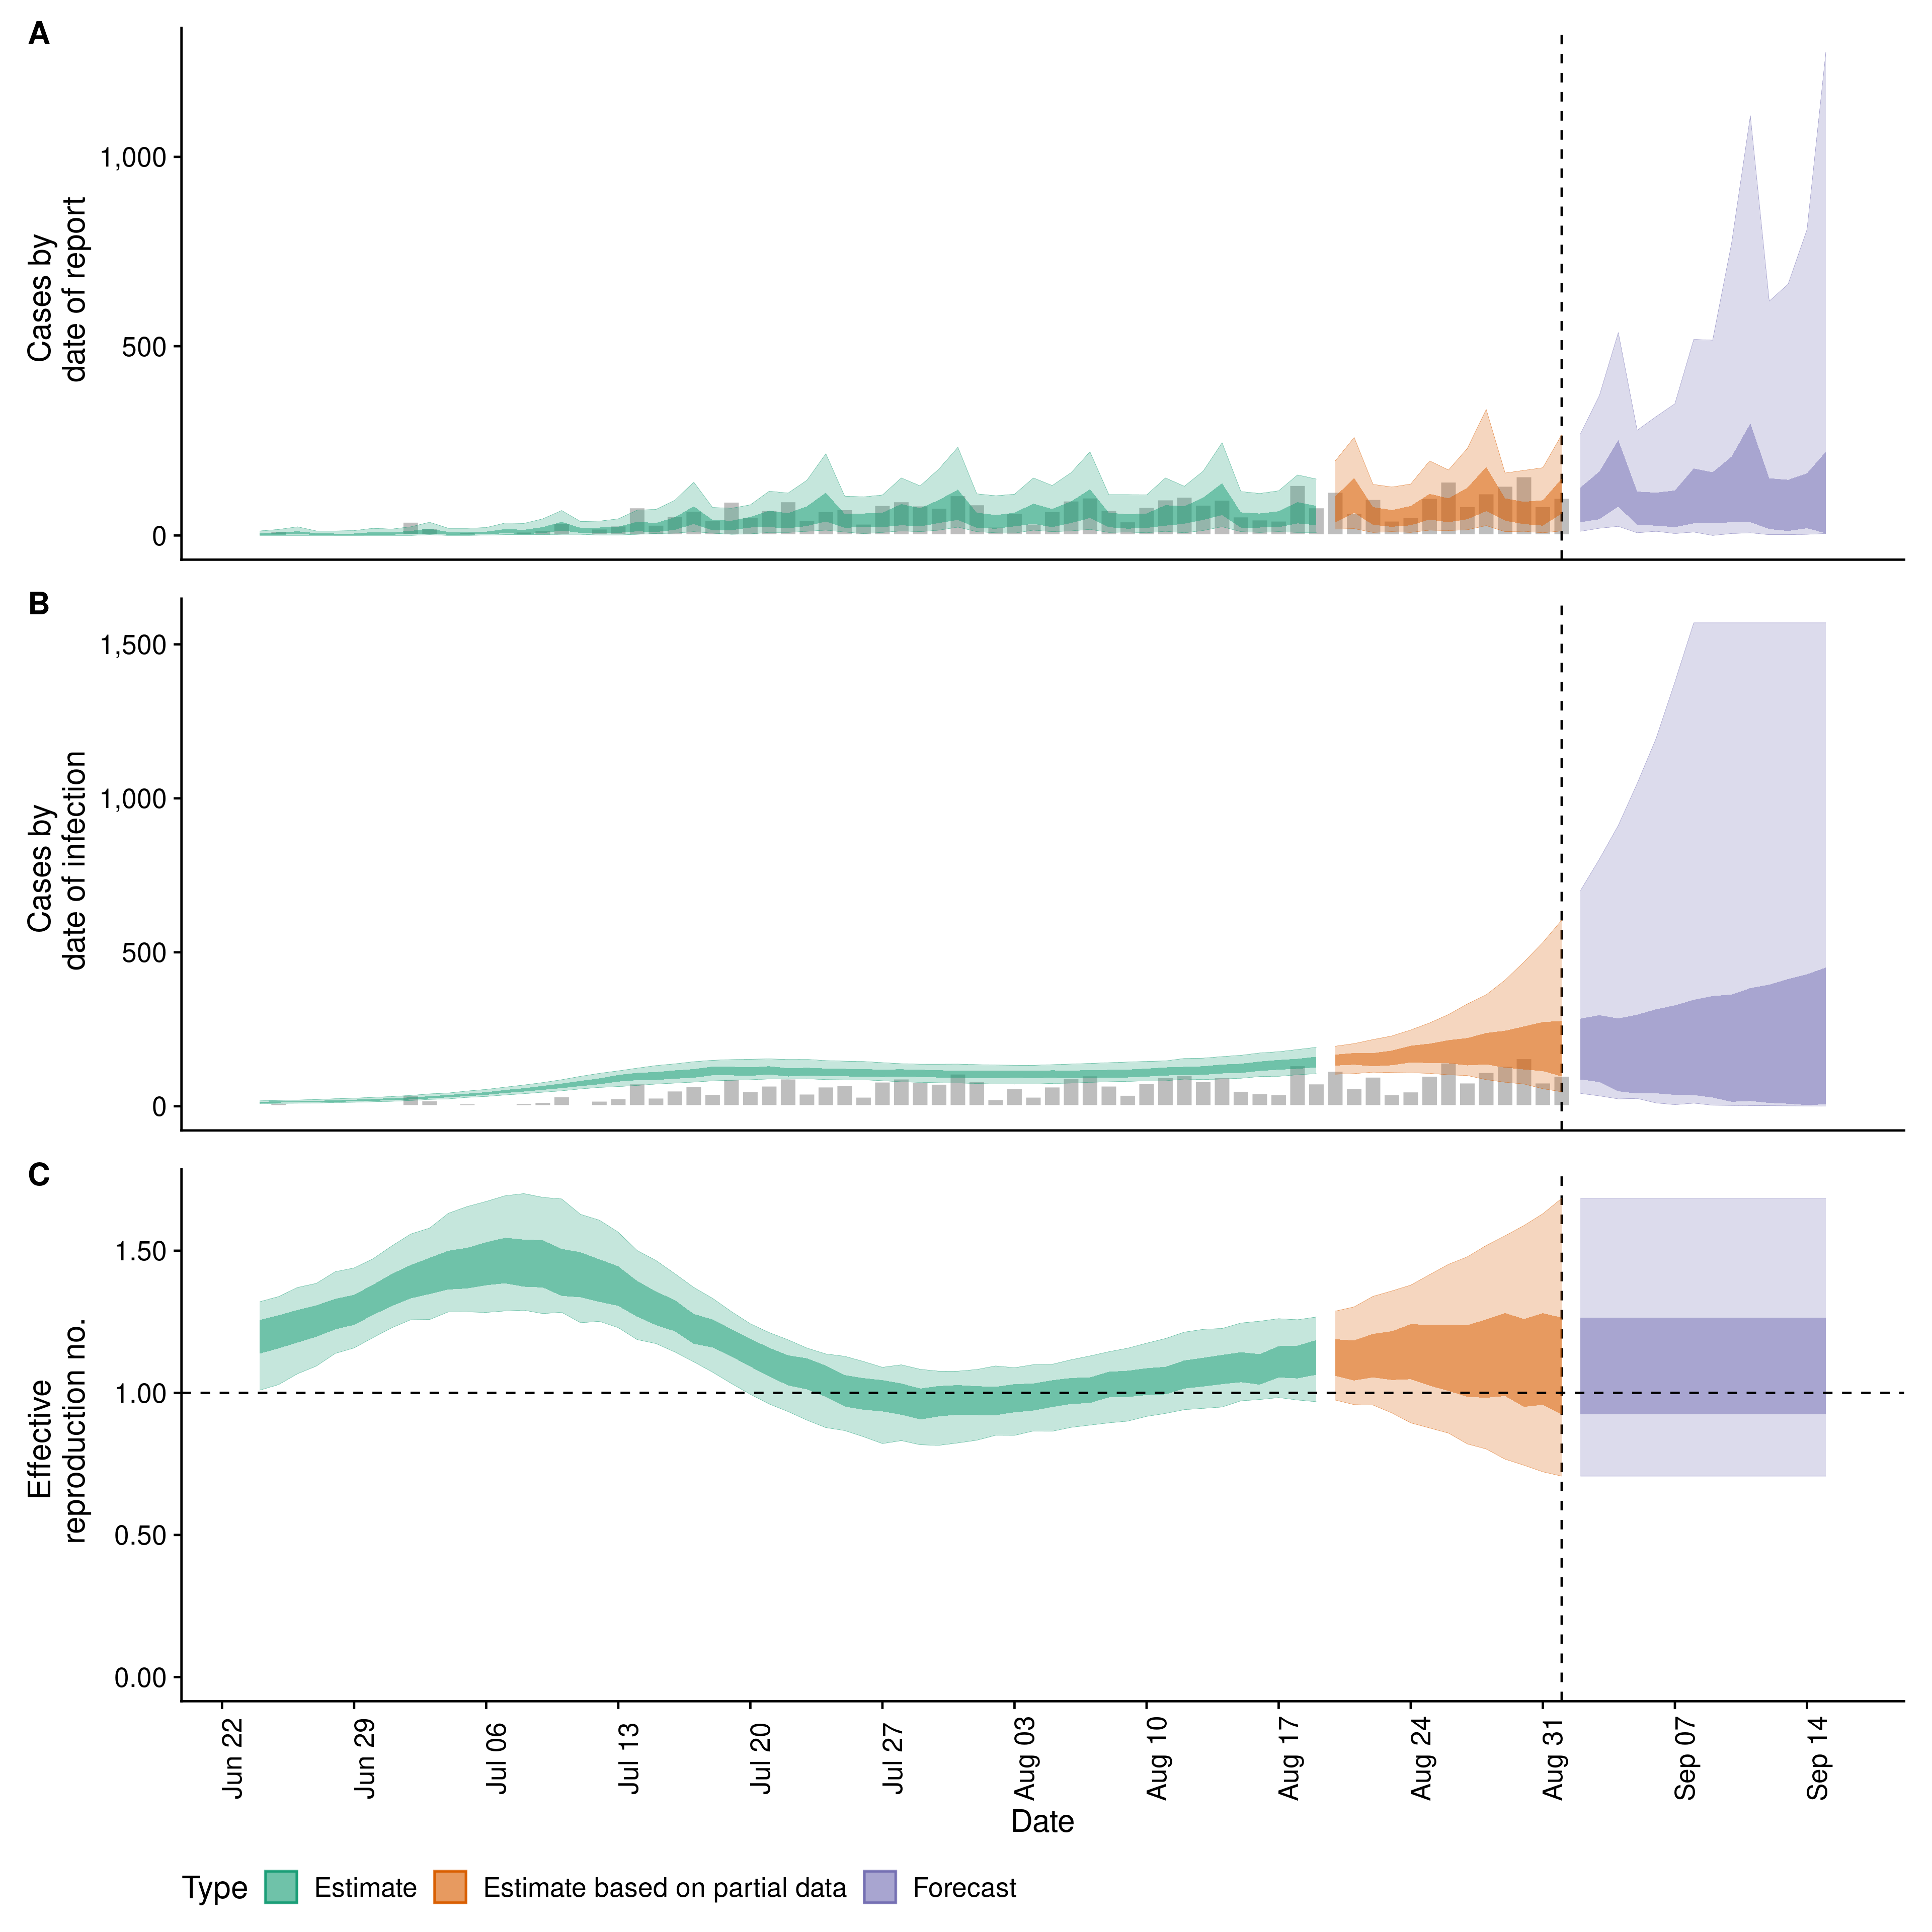 A
Cases by
date of report
1,000
500
0
B
Cases by
date of infection
1,500
1,000
500
0
C
Effective
reproduction no.
1.50
1.00
0.50
0.00
Jun 22
Jun 29
Jul 06
Jul 13
Jul 20
Jul 27
Aug 03
Aug 10
Aug 17
Aug 24
Aug 31
Sep 07
Sep 14
Date
Type
Estimate
Estimate based on partial data
Forecast